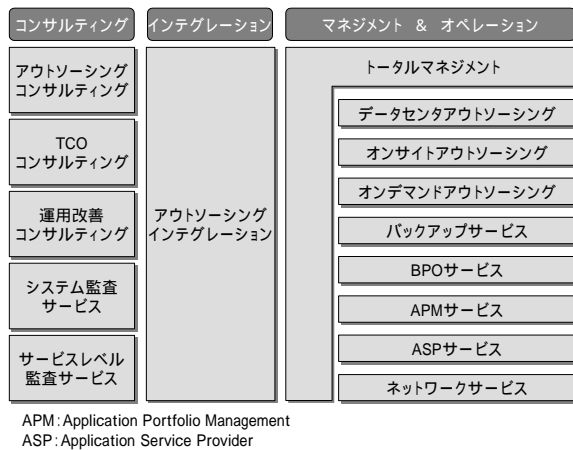 コンサルティング
インテグレーション
マネジメント & オペレーション
アウトソーシング
コンサルティング
TCO
コンサルティング
運用改善
コンサルティング
システム監査
サービス
サービスレベル
監査サービス
アウトソーシング
インテグレーション
トータルマネジメント
データセンタアウトソーシング
オンサイトアウトソーシング
オンデマンドアウトソーシング
バックアップサービス
BPOサービス
APMサービス
ASPサービス
ネットワークサービス
APM:Application Portfolio Management
ASP:Application Service Provider